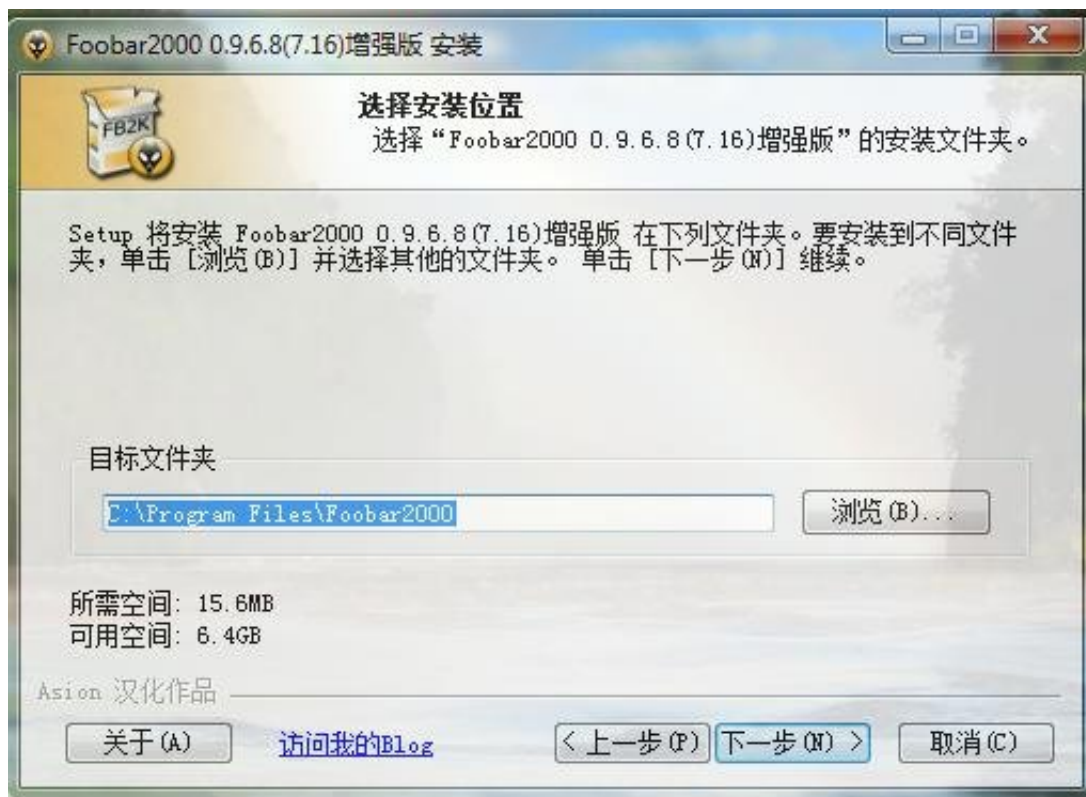 Foobar2000 0.9.6.8(7.16)增强版 安装
FB2K
选择安装位置
选择“Foobar2000 0.9.6.8(7.16)增强版”的安装文件夹。
Setup 将安装 Foobar2000 0.9.6.8(7.16)增强版 在下列文件夹。要安装到不同文件
夹，单击 [浏览(B)] 并选择其他的文件夹。 单击 [下一步(N)] 继续。
目标文件夹
C:\Program Files\Foobar2000
浏览(B)...
所需空间: 15.6MB
可用空间: 6.4GB
Asion 汉化作品
关于(A)
访问我的Blog
< 上一步(P)
下一步(N) >
取消(C)